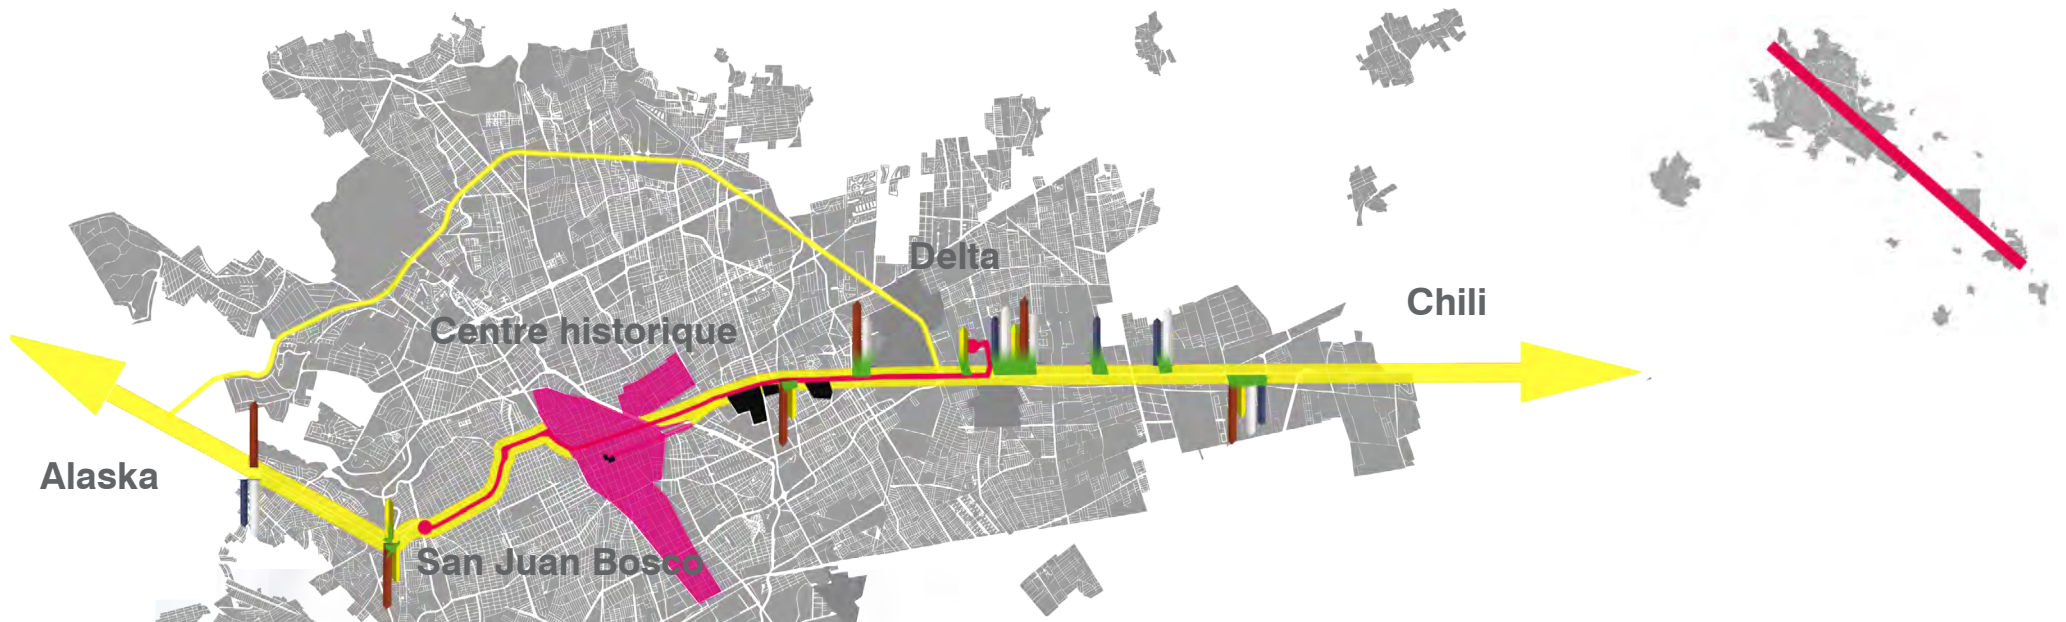 Delta
Chili
Centre historique
Alaska
San Juan Bosco